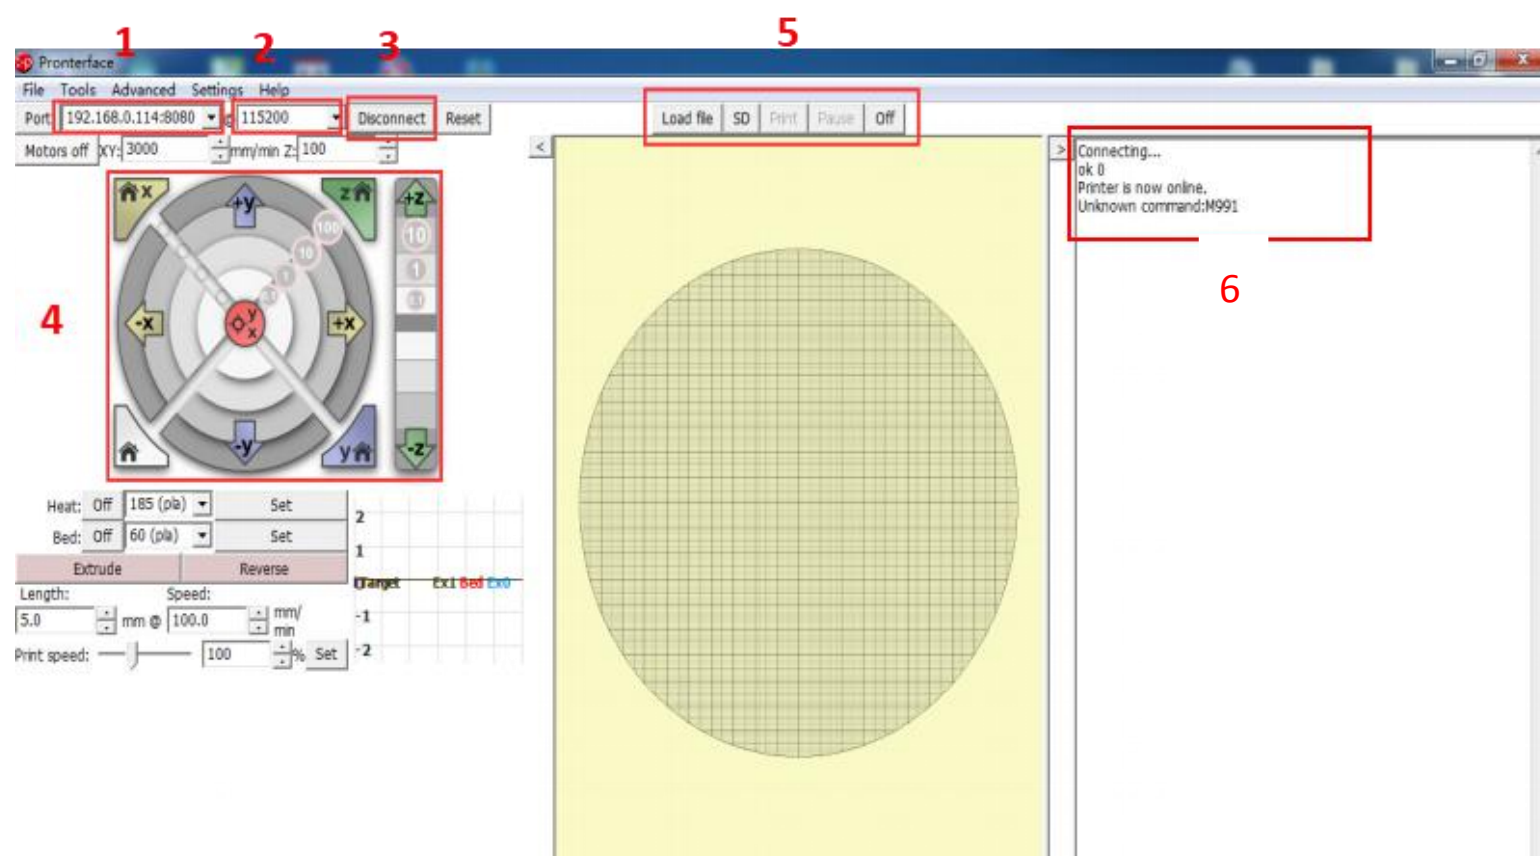 1 2 3 5
Pronterface
File Tools Advanced Settings Help
Port 192.168.0.114:8080 @ 115200 Disconnect Reset Load file SD Print Pause Off
Motors off XY: 3000 mm/min Z: 100 < >
Connecting...
ok 0
Printer is now online.
Unknown command:M991
6
4
x +y z +z
100 10
10 1
1
-x y x +x
-y y -z
Heat: Off 185 (pla) Set
Bed: Off 60 (pla) Set
Extrude Reverse
Length: Speed:
5.0 mm @ 100.0 mm/
min
Print speed: 100 % Set
2
1
Target Ex1 Bed Ex0
-1
-2